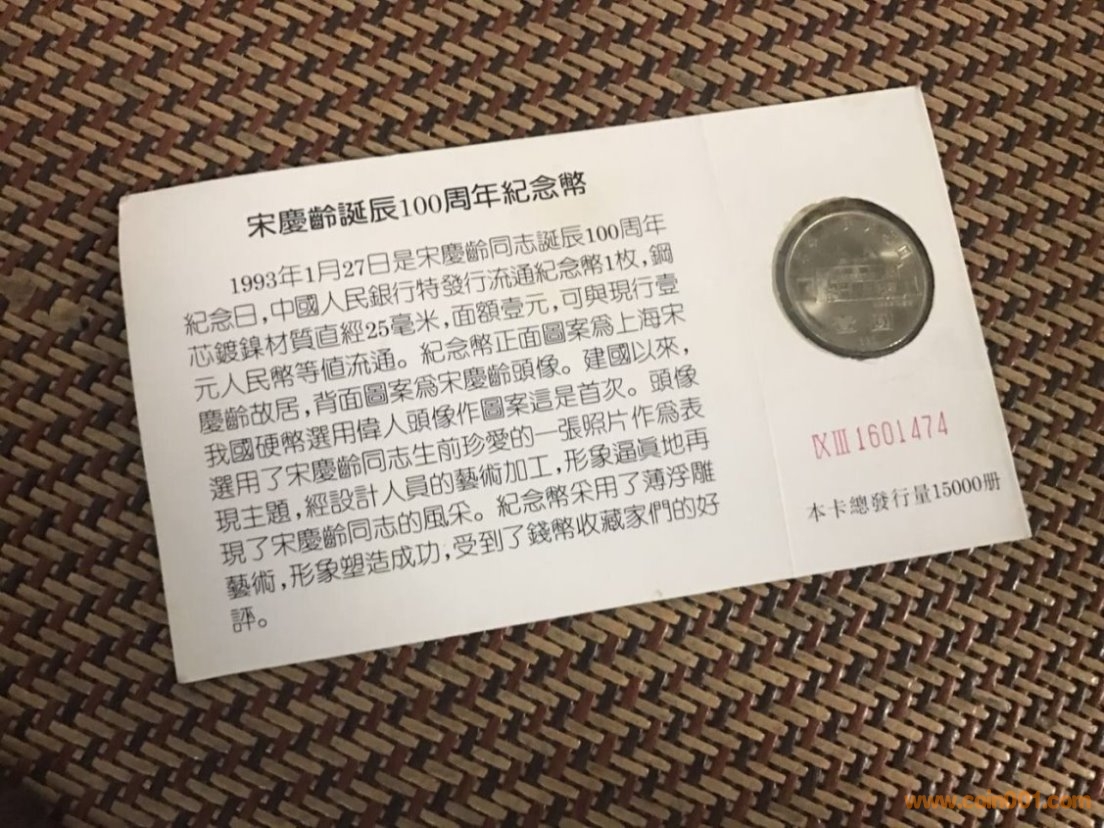 宋慶齡誕辰100周年紀念幣
1993年1月27日是宋慶齡同志誕辰100周年
紀念日,中國人民銀行特發行流通紀念幣1枚,鋼
芯鍍鎳材質直經25毫米,面額壹元,可與現行壹
元人民幣等值流通。紀念幣正面圖案爲上海宋
慶齡故居,背面圖案爲宋慶齡頭像。建國以來,
我國硬幣選用偉人頭像作圖案這是首次。頭像
選用了宋慶齡同志生前珍愛的一張照片作爲表
現主題,經設計人員的藝術加工,形象逼眞地再
現了宋慶齡同志的風采。紀念幣采用了薄浮雕
藝術,形象塑造成功,受到了錢幣收藏家們的好
評。
壹圓
IXIII1601474
本卡總發行量15000册
www.coin001.com